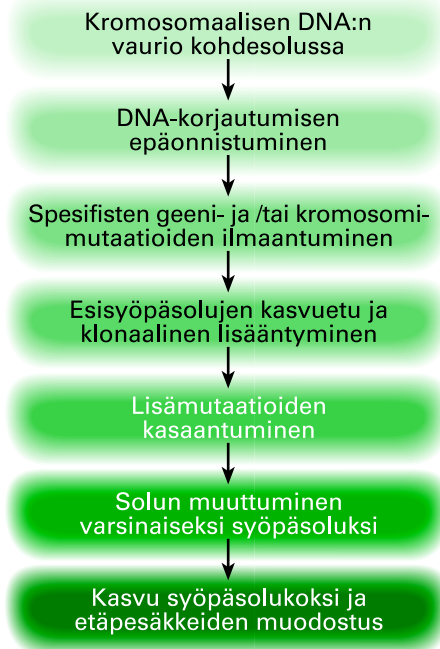 Kromosomaalisen DNA:n
vaurio kohdesolussa
DNA-korjautumisen
epäonnistuminen
Spesifisten geeni- ja /tai kromosomi-
mutaatioiden ilmaantuminen
Esisyöpäsolujen kasvuetu ja
klonaalinen lisääntyminen
Lisämutaatioiden
kasaantuminen
Solun muuttuminen
varsinaiseksi syöpäsoluksi
Kasvu syöpäsolukoksi ja
etäpesäkkeiden muodostus